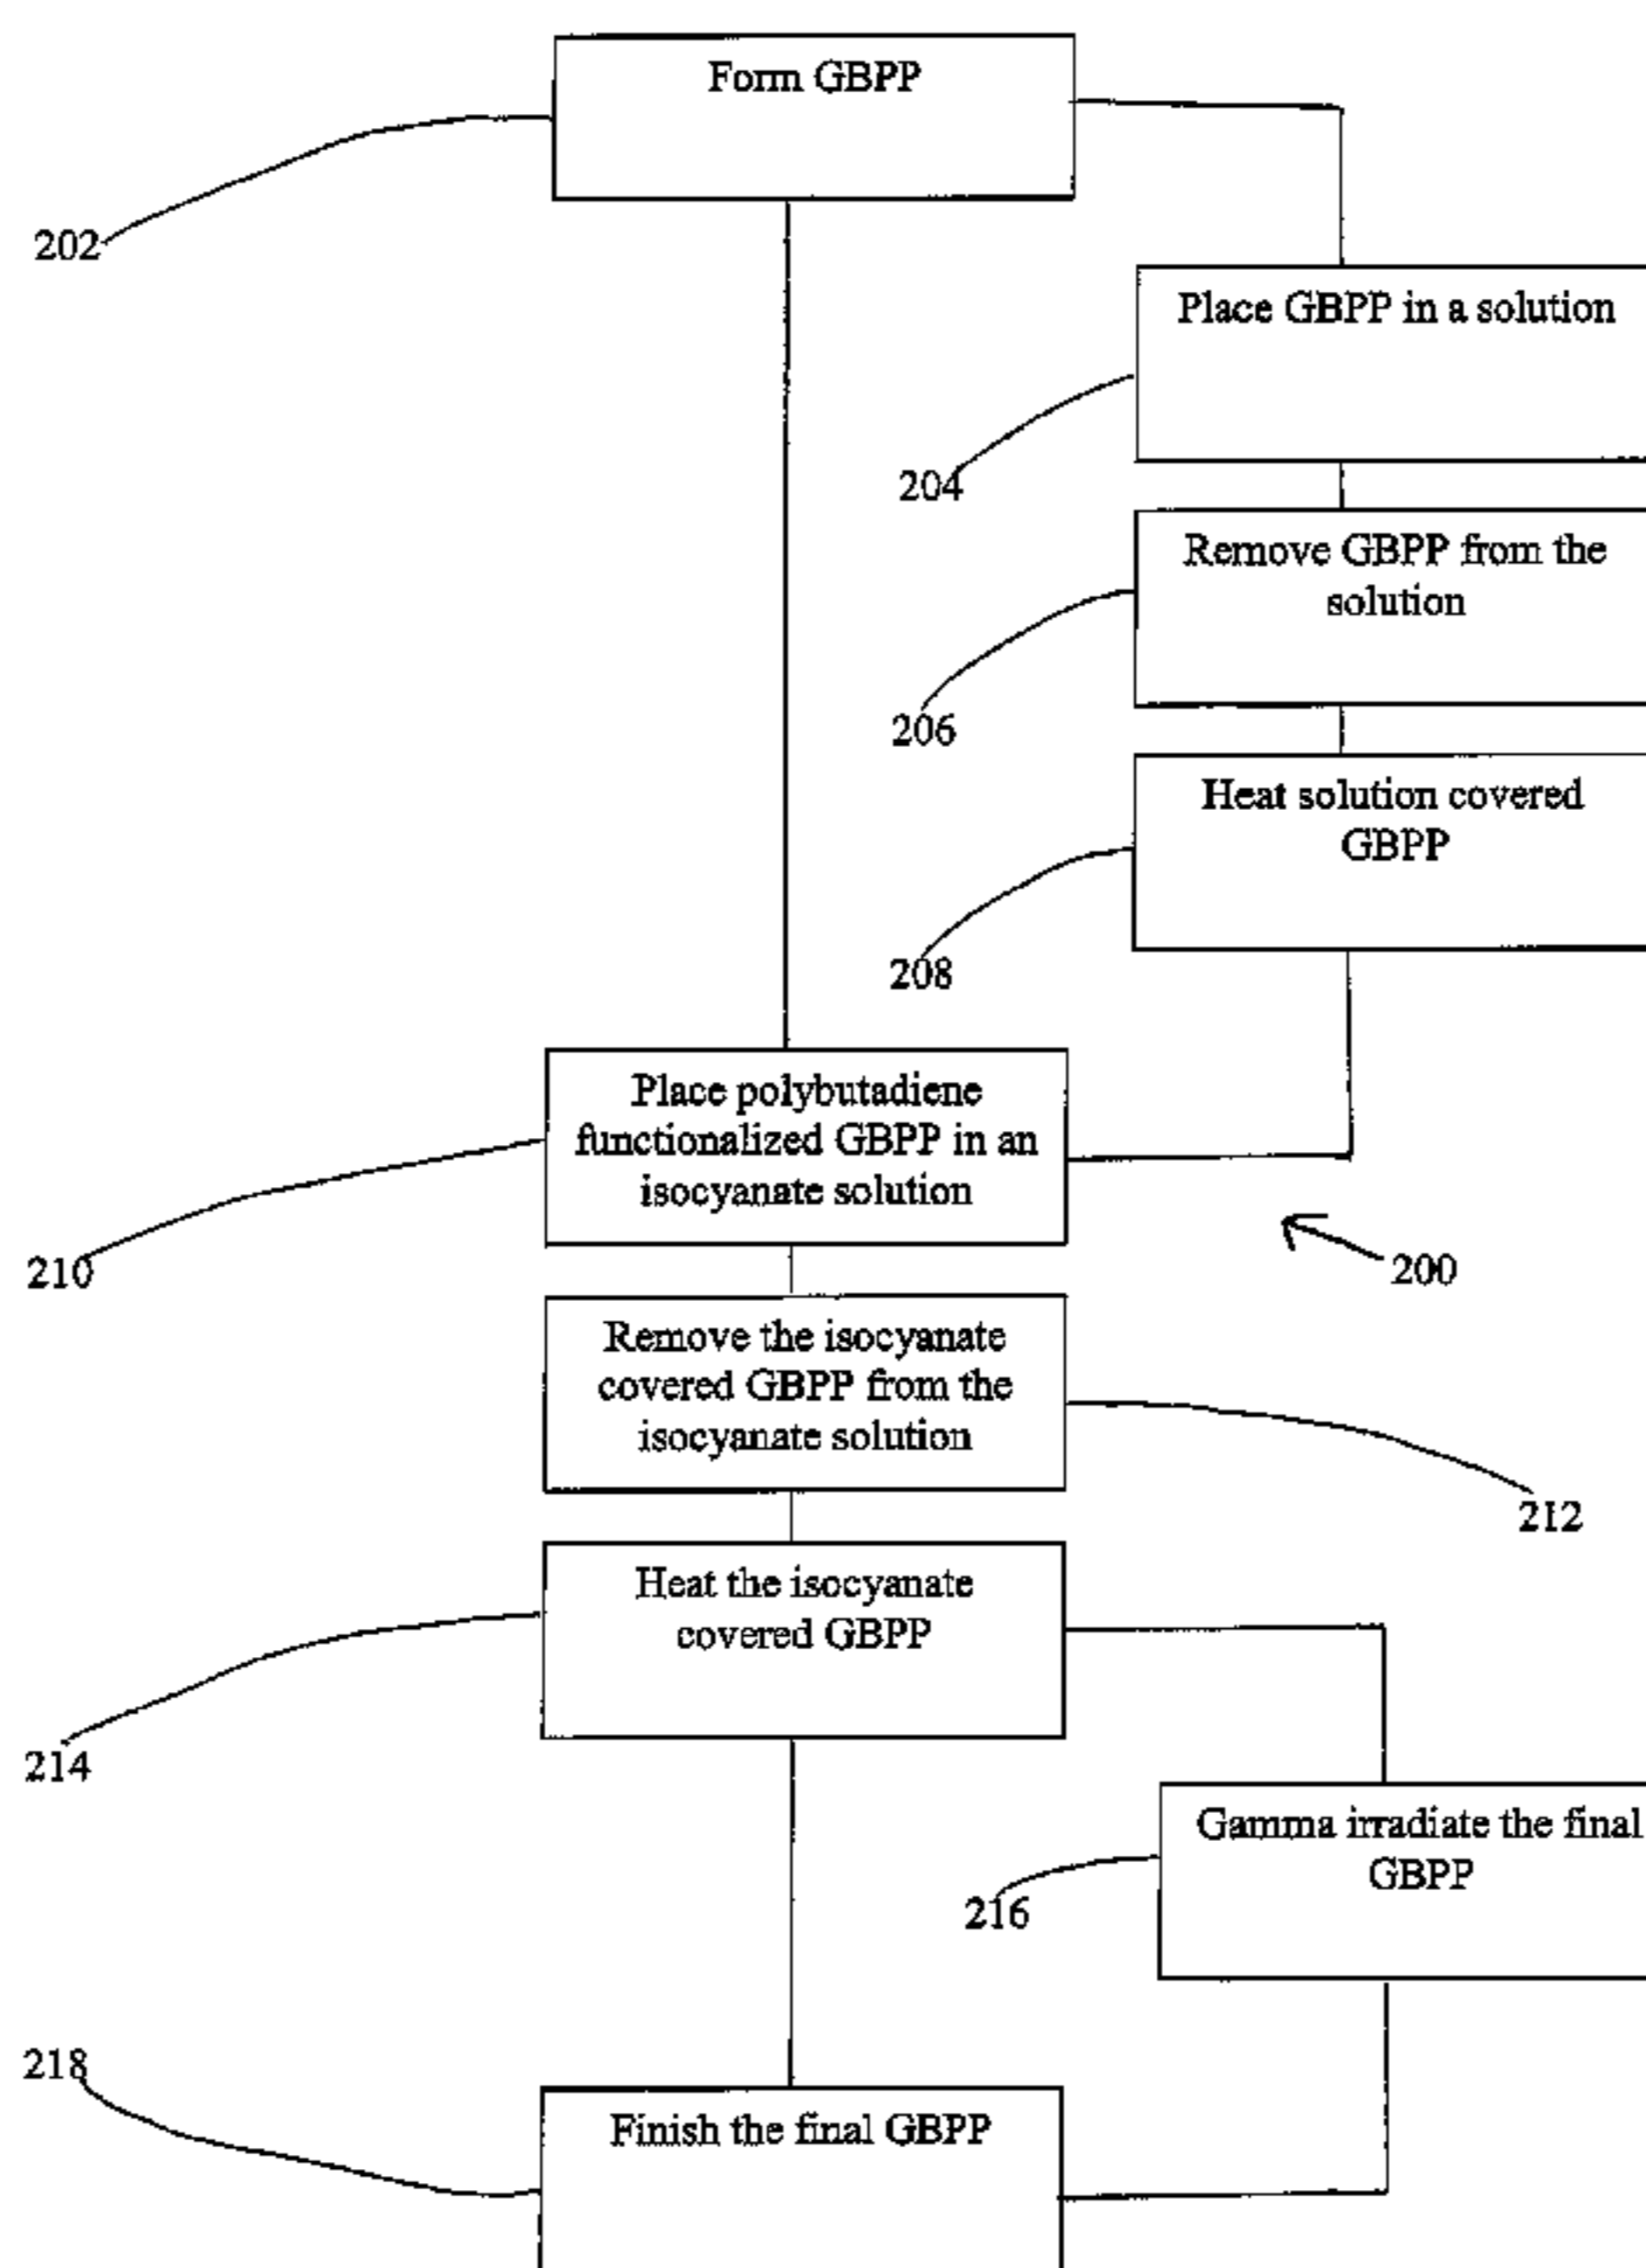 Form GBPP
202
Place GBPP in a solution
204
Remove GBPP from the
solution
206
Heat solution covered
GBPP
208
Place polybutadiene
functionalized GBPP in an
isocyanate solution
210
200
Remove the isocyanate
covered GBPP from the
isocyanate solution
212
Heat the isocyanate
covered GBPP
214
Gamma irradiate the final
GBPP
216
218
Finish the final GBPP